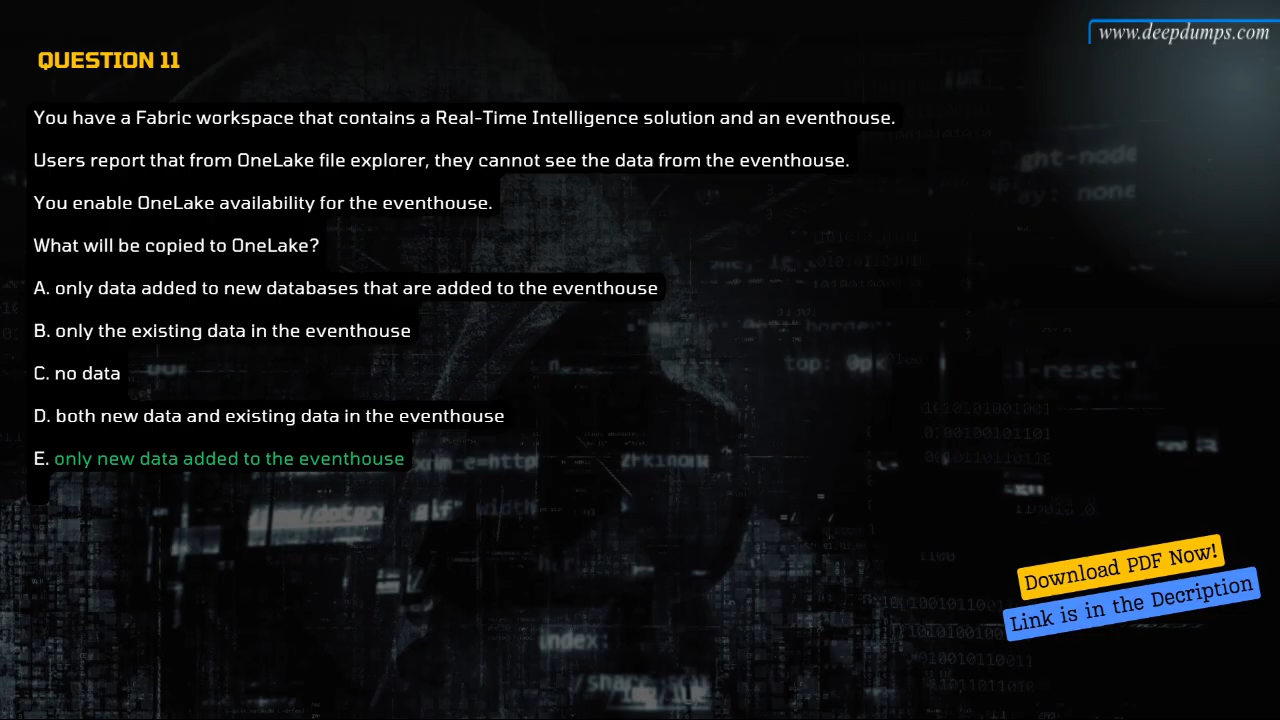 www.deepdumps.com
QUESTION 11
You have a Fabric workspace that contains a Real-Time Intelligence solution and an eventhouse.
Users report that from OneLake file explorer, they cannot see the data from the eventhouse.
You enable OneLake availability for the eventhouse.
What will be copied to OneLake?
A. only data added to new databases that are added to the eventhouse
B. only the existing data in the eventhouse
C. no data
D. both new data and existing data in the eventhouse
E. only new data added to the eventhouse
Download PDF Now!
Link is in the Decription